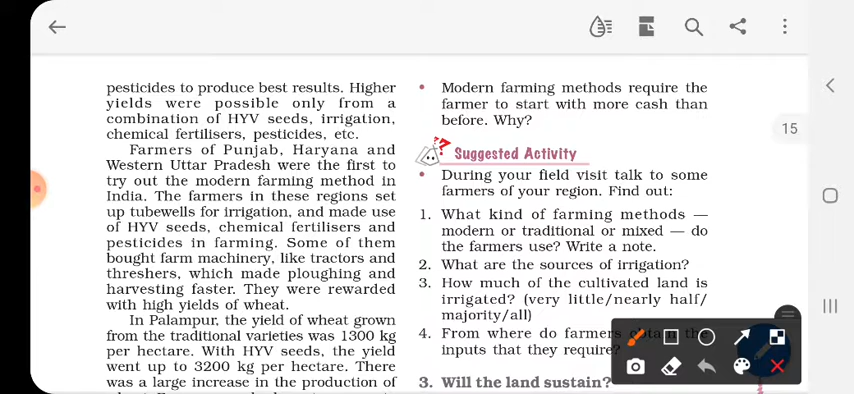 pesticides to produce best results. Higher
yields were possible only from a
combination of HYV seeds, irrigation,
chemical fertilisers, pesticides, etc.
Farmers of Punjab, Haryana and
Western Uttar Pradesh were the first to
try out the modern farming method in
India. The farmers in these regions set
up tubewells for irrigation, and made use
of HYV seeds, chemical fertilisers and
pesticides in farming. Some of them
bought farm machinery, like tractors and
threshers, which made ploughing and
harvesting faster. They were rewarded
with high yields of wheat.
In Palampur, the yield of wheat grown
from the traditional varieties was 1300 kg
per hectare. With HYV seeds, the yield
went up to 3200 kg per hectare. There
was a large increase in the production of
• Modern farming methods require the
farmer to start with more cash than
before. Why?
?
Suggested Activity
• During your field visit talk to some
farmers of your region. Find out:
1. What kind of farming methods —
modern or traditional or mixed — do
the farmers use? Write a note.
2. What are the sources of irrigation?
3. How much of the cultivated land is
irrigated? (very little/nearly half/
majority/all)
4. From where do farmers obtain the
inputs that they require?
3. Will the land sustain?
15